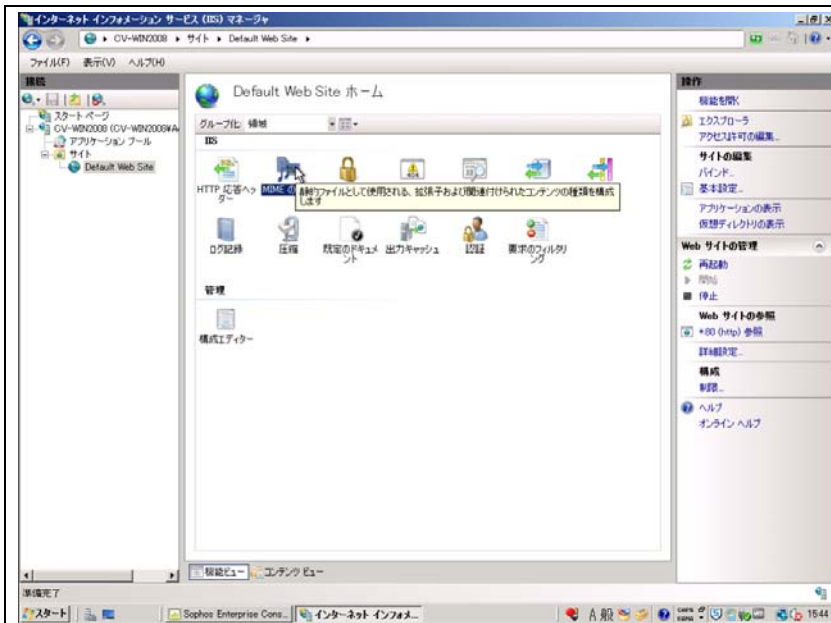 インターネット インフォメーション サービス (IIS) マネージャ
CV-WIN2008 サイト Default Web Site
ファイル(F) 表示(V) ヘルプ(H)
接続
スタート ページ
CV-WIN2008 (CV-WIN2008¥A
アプリケーション プール
サイト
Default Web Site
Default Web Site ホーム
グループ化: 領域
IIS
HTTP 応答ヘッダー
MIME の
静的ファイルとして使用される、拡張子および関連付けられたコンテンツの種類を構成
します
ログ記録
圧縮
既定のドキュメント
出力キャッシュ
認証
要求のフィルタリング
管理
構成エディター
機能ビュー
コンテンツ ビュー
操作
機能を開く
エクスプローラ
アクセス許可の編集...
サイトの編集
バインド...
基本設定...
アプリケーションの表示
仮想ディレクトリの表示
Web サイトの管理
再起動
開始
停止
Web サイトの参照
*:80 (http) 参照
詳細設定...
構成
制限...
ヘルプ
オンライン ヘルプ
準備完了
スタート
Sophos Enterprise Cons...
インターネット インフォメ...
A 般
CAPS
KANA
15:44